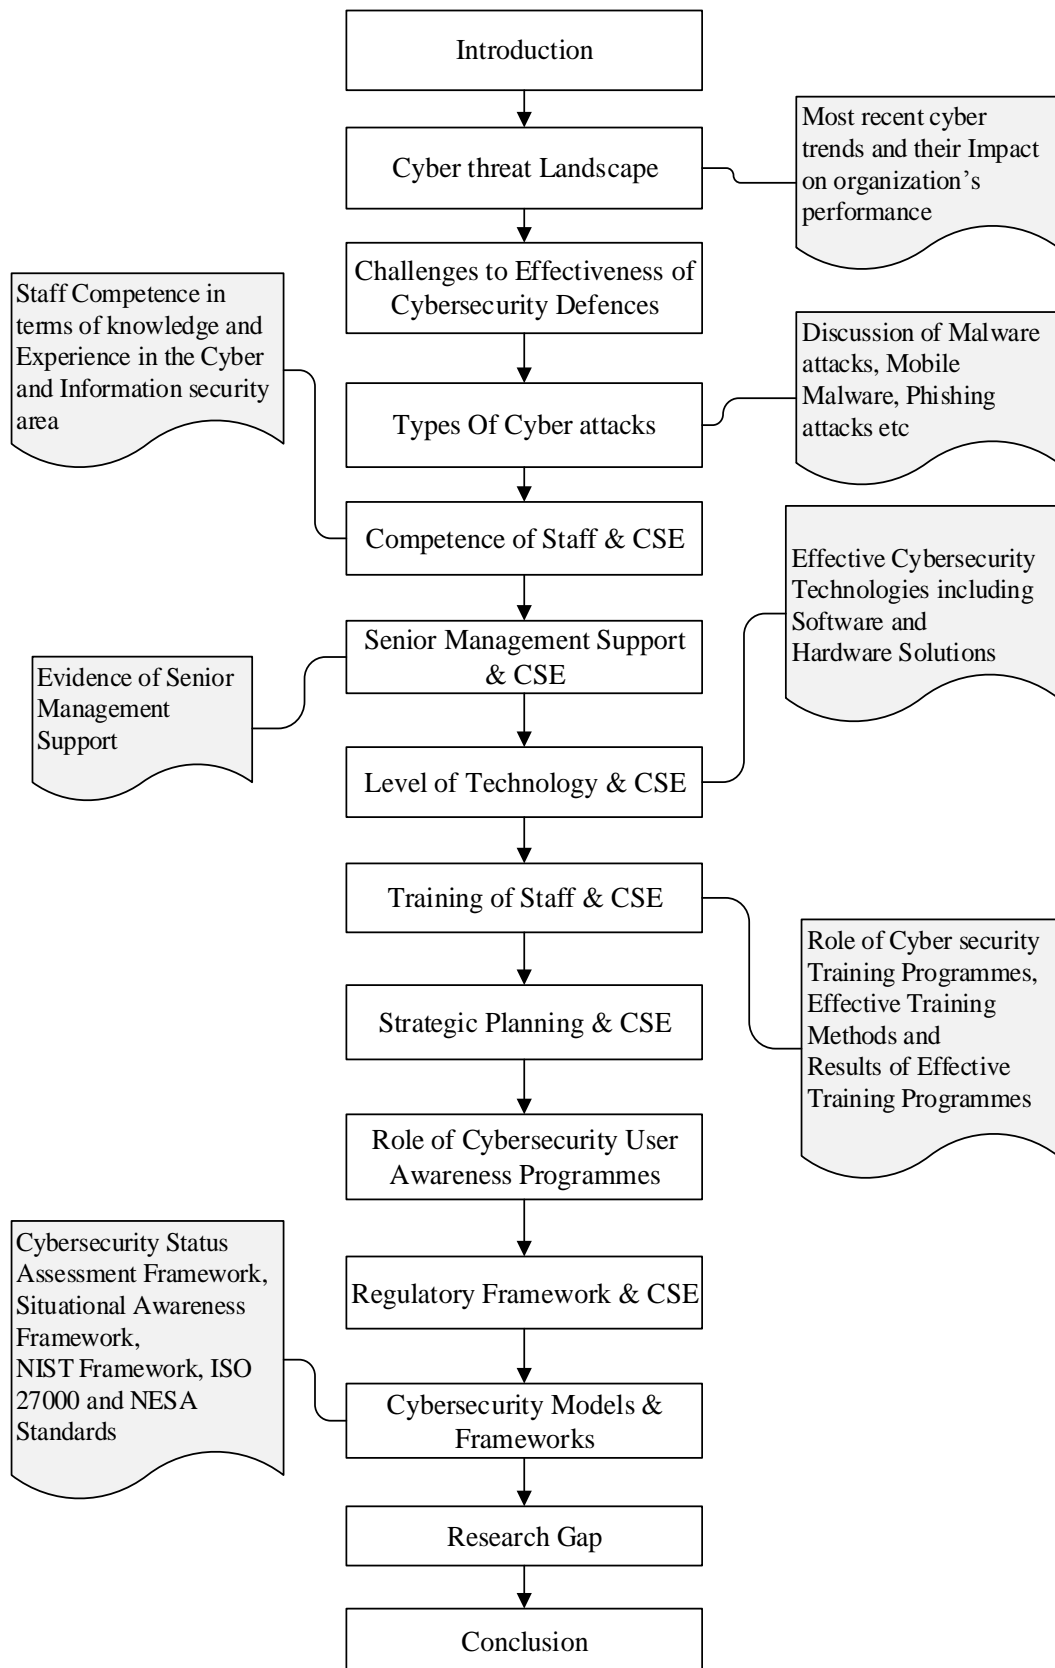 Introduction
Cyber threat Landscape
Most recent cyber
trends and their Impact
on organization’s
performance
Challenges to Effectiveness of
Cybersecurity Defences
Staff Competence in
terms of knowledge and
Experience in the Cyber
and Information security
area
Types Of Cyber attacks
Discussion of Malware
attacks, Mobile
Malware, Phishing
attacks etc
Competence of Staff & CSE
Senior Management Support
& CSE
Effective Cybersecurity
Technologies including
Software and
Hardware Solutions
Evidence of Senior
Management
Support
Level of Technology & CSE
Training of Staff & CSE
Role of Cyber security
Training Programmes,
Effective Training
Methods and
Results of Effective
Training Programmes
Strategic Planning & CSE
Role of Cybersecurity User
Awareness Programmes
Regulatory Framework & CSE
Cybersecurity Status
Assessment Framework,
Situational Awareness
Framework,
NIST Framework, ISO
27000 and NESA
Standards
Cybersecurity Models &
Frameworks
Research Gap
Conclusion